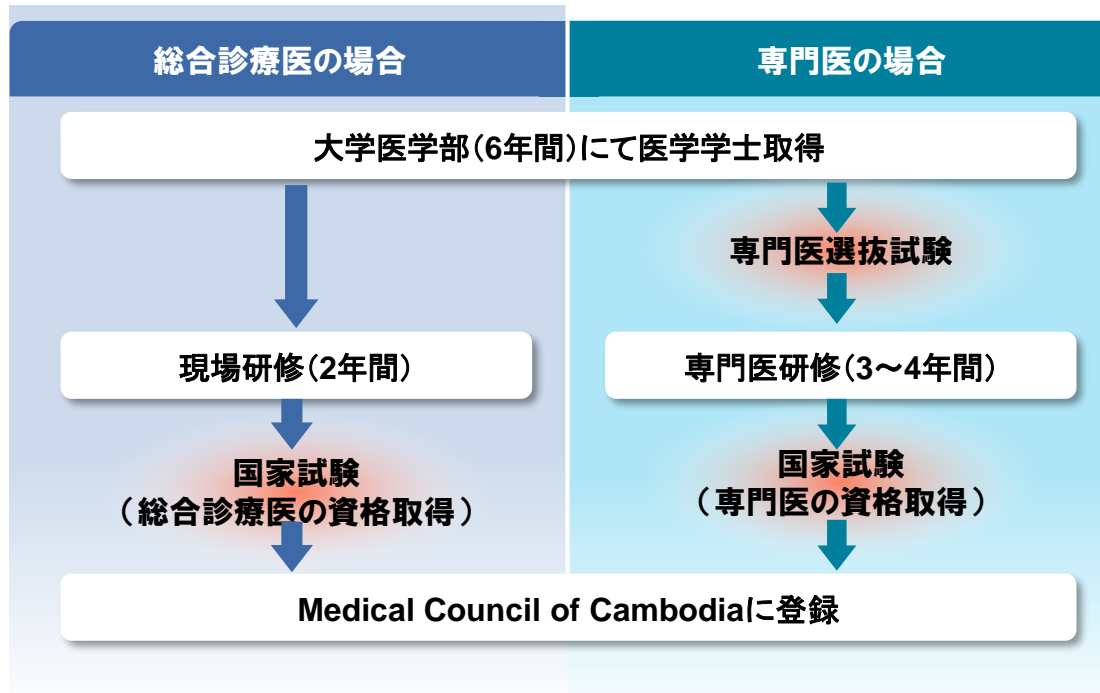 総合診療医の場合
専門医の場合
大学医学部（6年間）にて医学学士取得
専門医選抜試験
現場研修（2年間）
専門医研修（3～4年間）
国家試験
（総合診療医の資格取得）
国家試験
（専門医の資格取得）
Medical Council of Cambodiaに登録